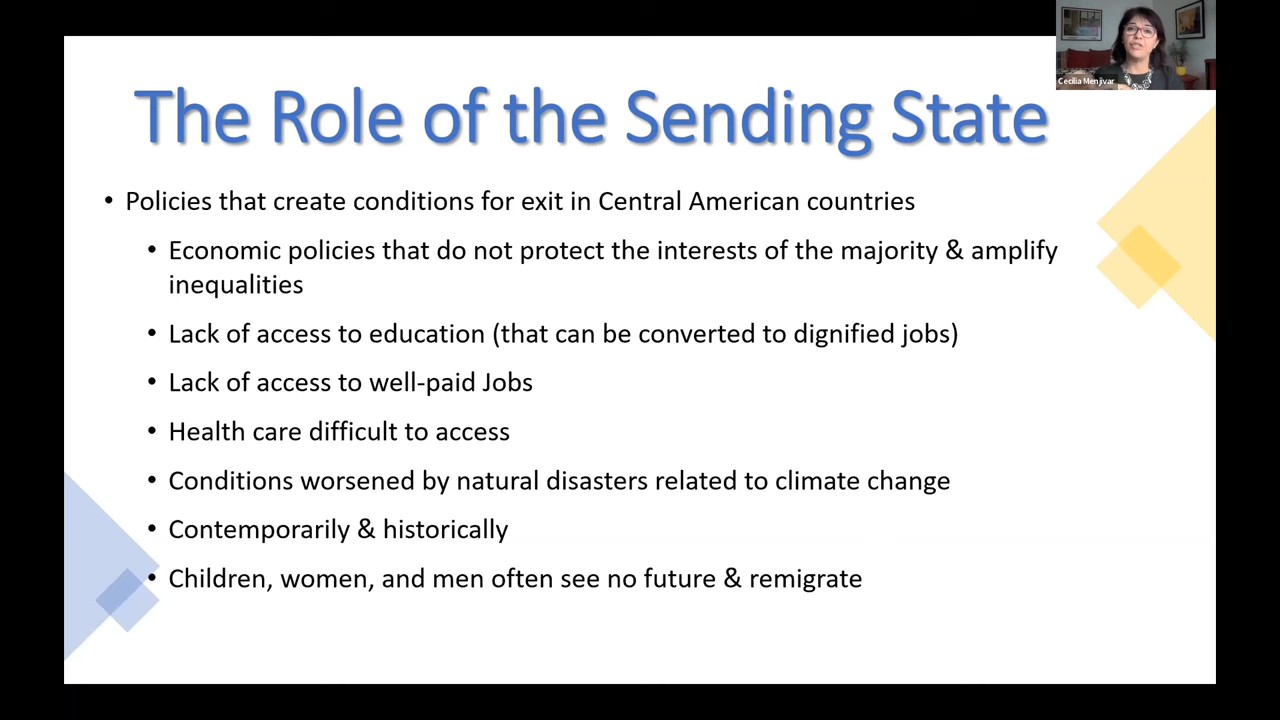 Cecilia Menjívar
The Role of the Sending State
• Policies that create conditions for exit in Central American countries
• Economic policies that do not protect the interests of the majority & amplify
inequalities
• Lack of access to education (that can be converted to dignified jobs)
• Lack of access to well-paid Jobs
• Health care difficult to access
• Conditions worsened by natural disasters related to climate change
• Contemporarily & historically
• Children, women, and men often see no future & remigrate